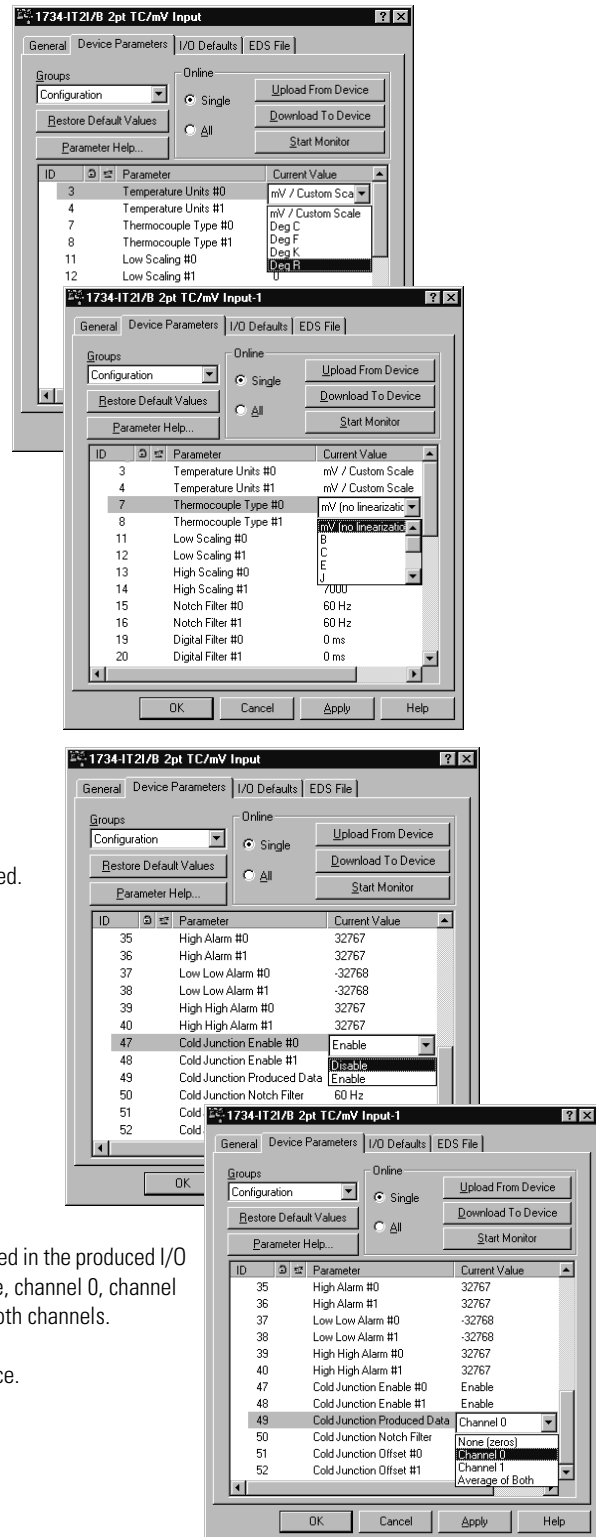 1734-IT2I/B 2pt TC/mV Input
General Device Parameters I/O Defaults EDS File
Groups
Configuration
Restore Default Values
Parameter Help...
Online
Single
All
Upload From Device
Download To Device
Start Monitor
ID Parameter Current Value
3 Temperature Units #0 mV / Custom Sca
4 Temperature Units #1 mV / Custom Scale
7 Thermocouple Type #0 Deg C
8 Thermocouple Type #1 Deg F
11 Low Scaling #0 Deg K
Deg R
12 Low Scaling #1 0
1734-IT2I/B 2pt TC/mV Input-1
General Device Parameters I/O Defaults EDS File
Groups
Configuration
Restore Default Values
Parameter Help...
Online
Single
All
Upload From Device
Download To Device
Start Monitor
ID Parameter Current Value
3 Temperature Units #0 mV / Custom Scale
4 Temperature Units #1 mV / Custom Scale
7 Thermocouple Type #0 mV (no linearizatic
8 Thermocouple Type #1 mV (no linearizatio
11 Low Scaling #0 B
12 Low Scaling #1 C
E
13 High Scaling #0 J
14 High Scaling #1 7000
15 Notch Filter #0 60 Hz
16 Notch Filter #1 60 Hz
19 Digital Filter #0 0 ms
20 Digital Filter #1 0 ms
OK Cancel Apply Help
1734-IT2I/B 2pt TC/mV Input
General Device Parameters I/O Defaults EDS File
Groups
Configuration
Restore Default Values
Parameter Help...
Online
Single
All
Upload From Device
Download To Device
Start Monitor
ed.
ID Parameter Current Value
35 High Alarm #0 32767
36 High Alarm #1 32767
37 Low Low Alarm #0 -32768
38 Low Low Alarm #1 -32768
39 High High Alarm #0 32767
40 High High Alarm #1 32767
47 Cold Junction Enable #0 Enable
48 Cold Junction Enable #1 Disable
49 Cold Junction Produced Data Enable
50 Cold Junction Notch Filter 60 Hz
51 Cold
52 Cold
OK
1734-IT2I/B 2pt TC/mV Input-1
General Device Parameters I/O Defaults EDS File
Groups
Configuration
Restore Default Values
Parameter Help...
Online
Single
All
Upload From Device
Download To Device
Start Monitor
ed in the produced I/O
e, channel 0, channel
oth channels.
ce.
ID Parameter Current Value
35 High Alarm #0 32767
36 High Alarm #1 32767
37 Low Low Alarm #0 -32768
38 Low Low Alarm #1 -32768
39 High High Alarm #0 32767
40 High High Alarm #1 32767
47 Cold Junction Enable #0 Enable
48 Cold Junction Enable #1 Enable
49 Cold Junction Produced Data Channel 0
50 Cold Junction Notch Filter None (zeros)
Channel 0
51 Cold Junction Offset #0 Channel 1
52 Cold Junction Offset #1 Average of Both
OK Cancel Apply Help